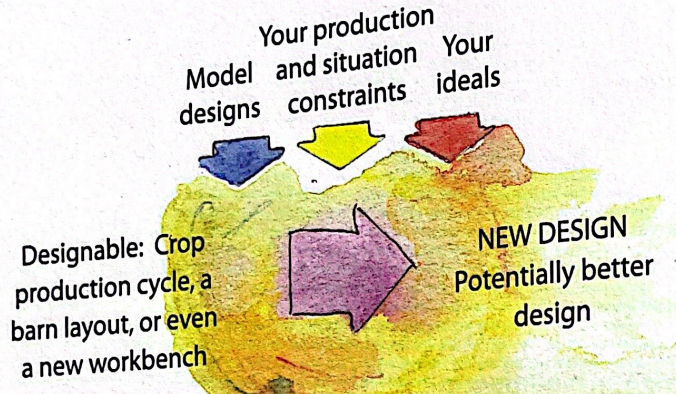 Model
designs
Your production
and situation
constraints
Your
ideals
Designable: Crop
production cycle, a
barn layout, or even
a new workbench
NEW DESIGN
Potentially better
design